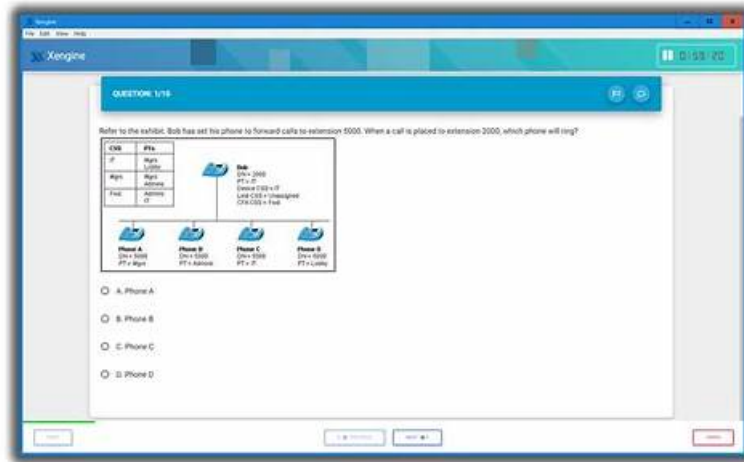 Xengine
File Edit View Help
Xengine
QUESTION: 1/15
Refer to the exhibit. Bob has set his phone to forward calls to extension 5000. When a call is placed to extension 2000, which phone will ring?
CSS PTs
IT Mgrs
Lobby
Mgrs Mgrs
Admins
Fwd Admins
IT
Bob
DN = 2000
PT = IT
Device CSS = IT
Line CSS = Unassigned
CFA CSS = Fwd
Phone A Phone B Phone C Phone D
DN = 5000 DN = 5000 DN = 5000 DN = 5000
PT = Mgrs PT = Admins PT = IT PT = Lobby
A. Phone A
B. Phone B
C. Phone C
D. Phone D
NEXT